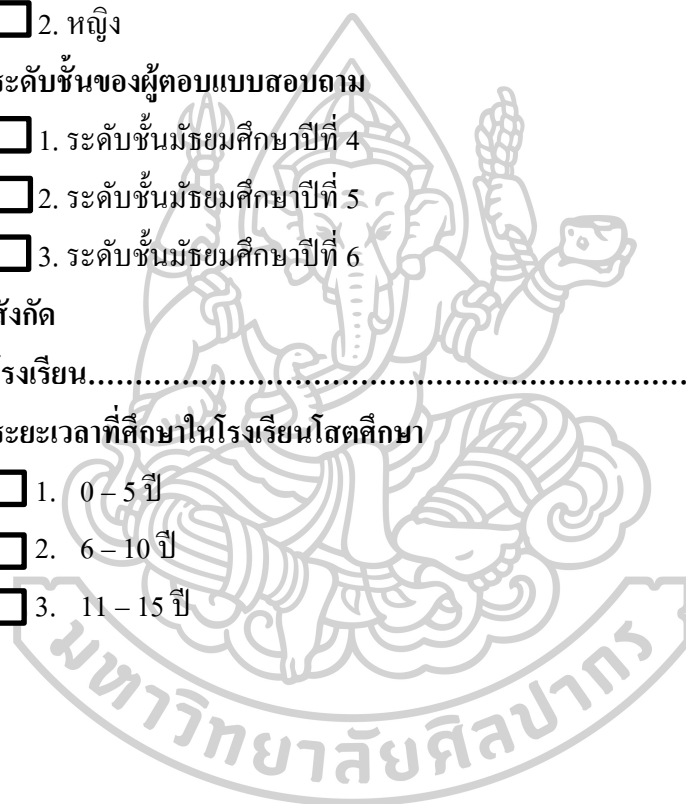 2. หญิง
ระดับชั้นของผู้ตอบแบบสอบถาม
1. ระดับชั้นมัธยมศึกษาปีที่ 4
2. ระดับชั้นมัธยมศึกษาปีที่ 5
3. ระดับชั้นมัธยมศึกษาปีที่ 6
สังกัด
โรงเรียน...............................................................
ระยะเวลาที่ศึกษาในโรงเรียนโสตศึกษา
1. 0 – 5 ปี
2. 6 – 10 ปี
3. 11 – 15 ปี
มหาวิทยาลัยศิลปากร